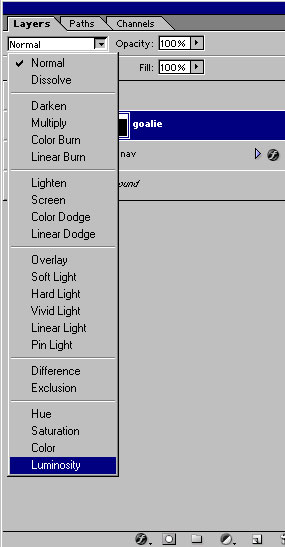 Layers Paths Channels
Normal Opacity: 100%
Normal Fill: 100%
Dissolve
Darken
Multiply goalie
Color Burn
Linear Burn nav
Lighten
Screen
Color Dodge
Linear Dodge
Overlay
Soft Light
Hard Light
Vivid Light
Linear Light
Pin Light
Difference
Exclusion
Hue
Saturation
Color
Luminosity